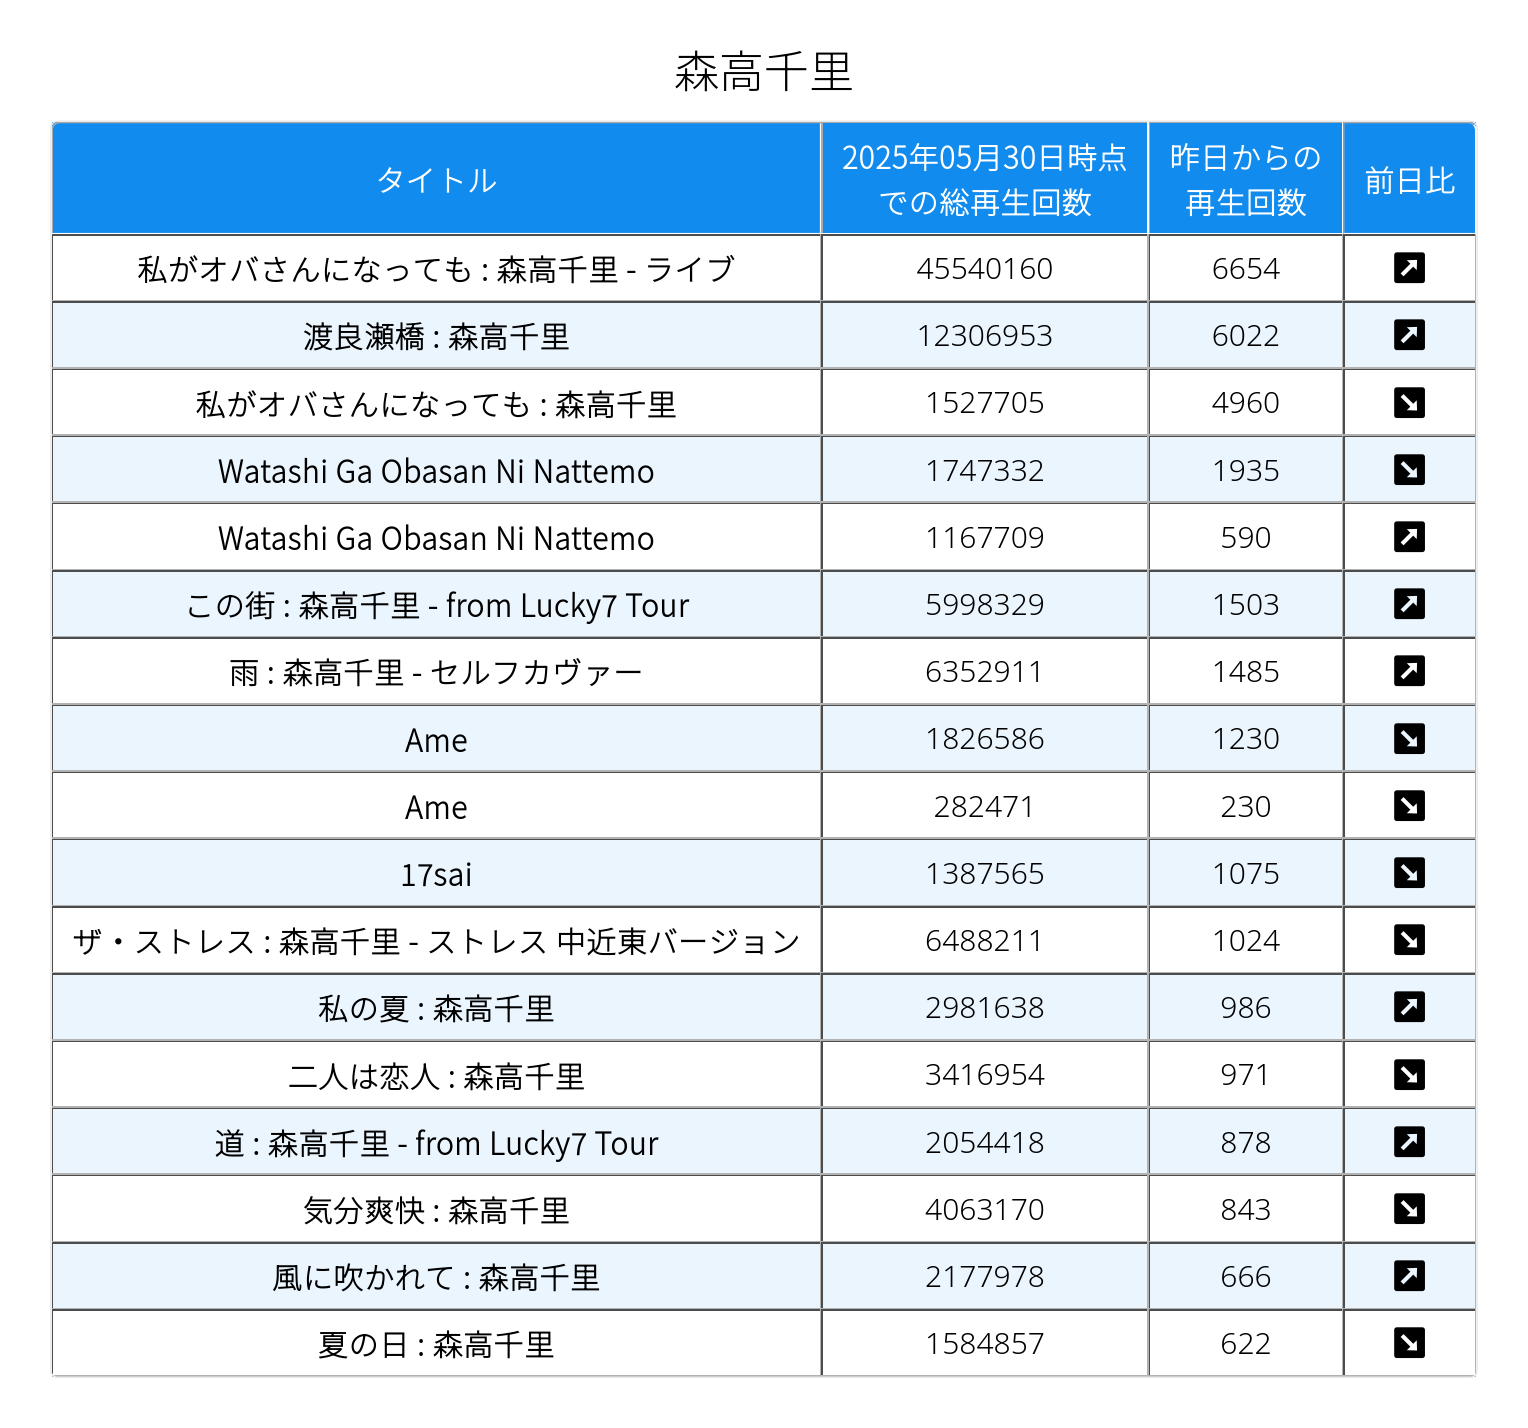 森高千里
タイトル
2025年05月30日時点
での総再生回数
昨日からの
再生回数
前日比
私がオバさんになっても : 森高千里 - ライブ 45540160 6654 ↗
渡良瀬橋 : 森高千里 12306953 6022 ↗
私がオバさんになっても : 森高千里 1527705 4960 ↘
Watashi Ga Obasan Ni Nattemo 1747332 1935 ↘
Watashi Ga Obasan Ni Nattemo 1167709 590 ↗
この街 : 森高千里 - from Lucky7 Tour 5998329 1503 ↗
雨 : 森高千里 - セルフカヴァー 6352911 1485 ↗
Ame 1826586 1230 ↘
Ame 282471 230 ↘
17sai 1387565 1075 ↘
ザ・ストレス : 森高千里 - ストレス 中近東バージョン 6488211 1024 ↘
私の夏 : 森高千里 2981638 986 ↗
二人は恋人 : 森高千里 3416954 971 ↘
道 : 森高千里 - from Lucky7 Tour 2054418 878 ↗
気分爽快 : 森高千里 4063170 843 ↘
風に吹かれて : 森高千里 2177978 666 ↗
夏の日 : 森高千里 1584857 622 ↘